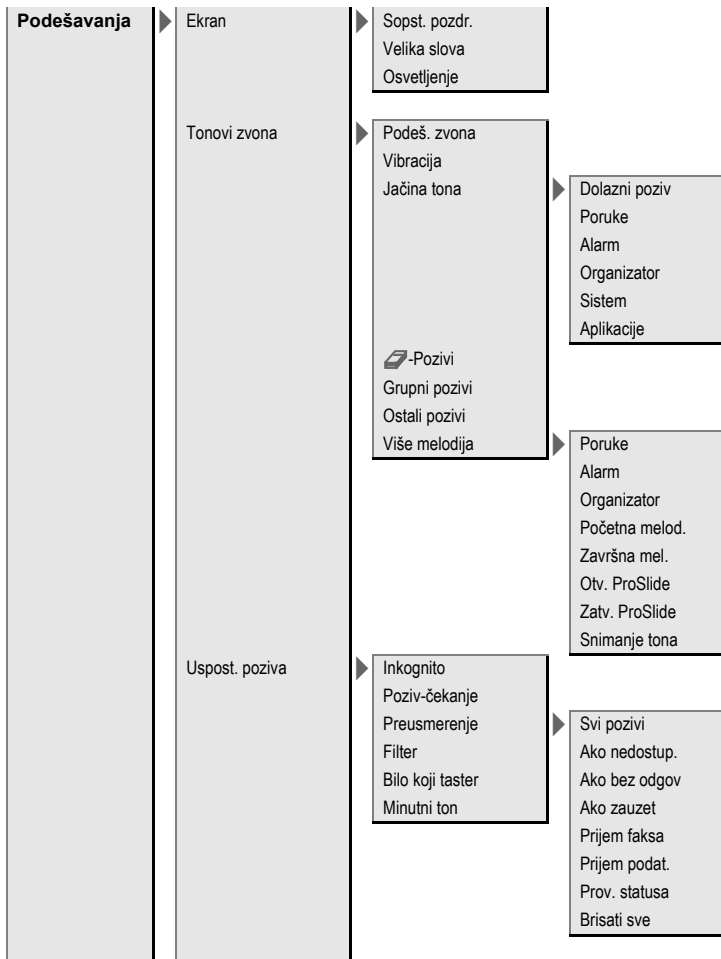 Podešavanja
Ekran
Sopst. pozdr.
Velika slova
Osvetljenje
Tonovi zvona
Podeš. zvona
Vibracija
Jačina tona
Dolazni poziv
Poruke
Alarm
Organizator
Sistem
Aplikacije
-Pozivi
Grupni pozivi
Ostali pozivi
Više melodija
Poruke
Alarm
Organizator
Početna melod.
Završna mel.
Otv. ProSlide
Zatv. ProSlide
Snimanje tona
Uspost. poziva
Inkognito
Poziv-čekanje
Preusmerenje
Svi pozivi
Ako nedostup.
Ako bez odgov
Ako zauzet
Prijem faksa
Prijem podat.
Prov. statusa
Brisati sve
Filter
Bilo koji taster
Minutni ton